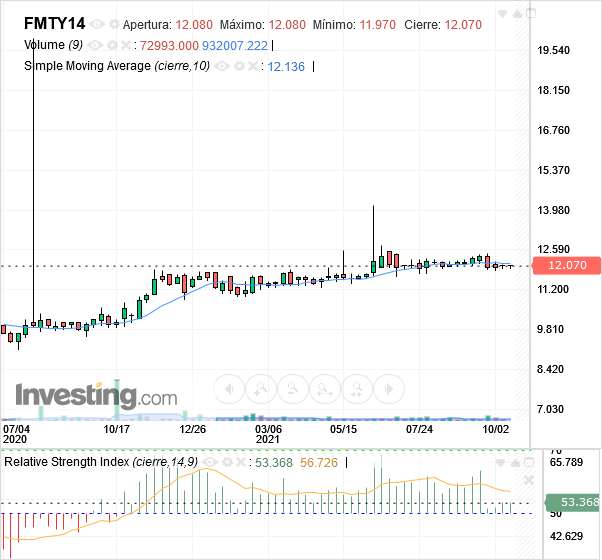 FMTY14 Apertura: 12.080 Máximo: 12.080 Mínimo: 11.970 Cierre: 12.070
Volume (9) : 72993.000 932007.222
Simple Moving Average (cierre,10) : 12.136
19.540
18.150
16.760
15.370
13.980
12.590
12.070
11.200
9.810
8.420
7.030
Investing.com
07/04 10/17 12/26 03/06 05/15 07/24 10/02
2020 2021
70
Relative Strength Index (cierre,14,9) : 53.368 56.726
65.789
53.368
50
42.629